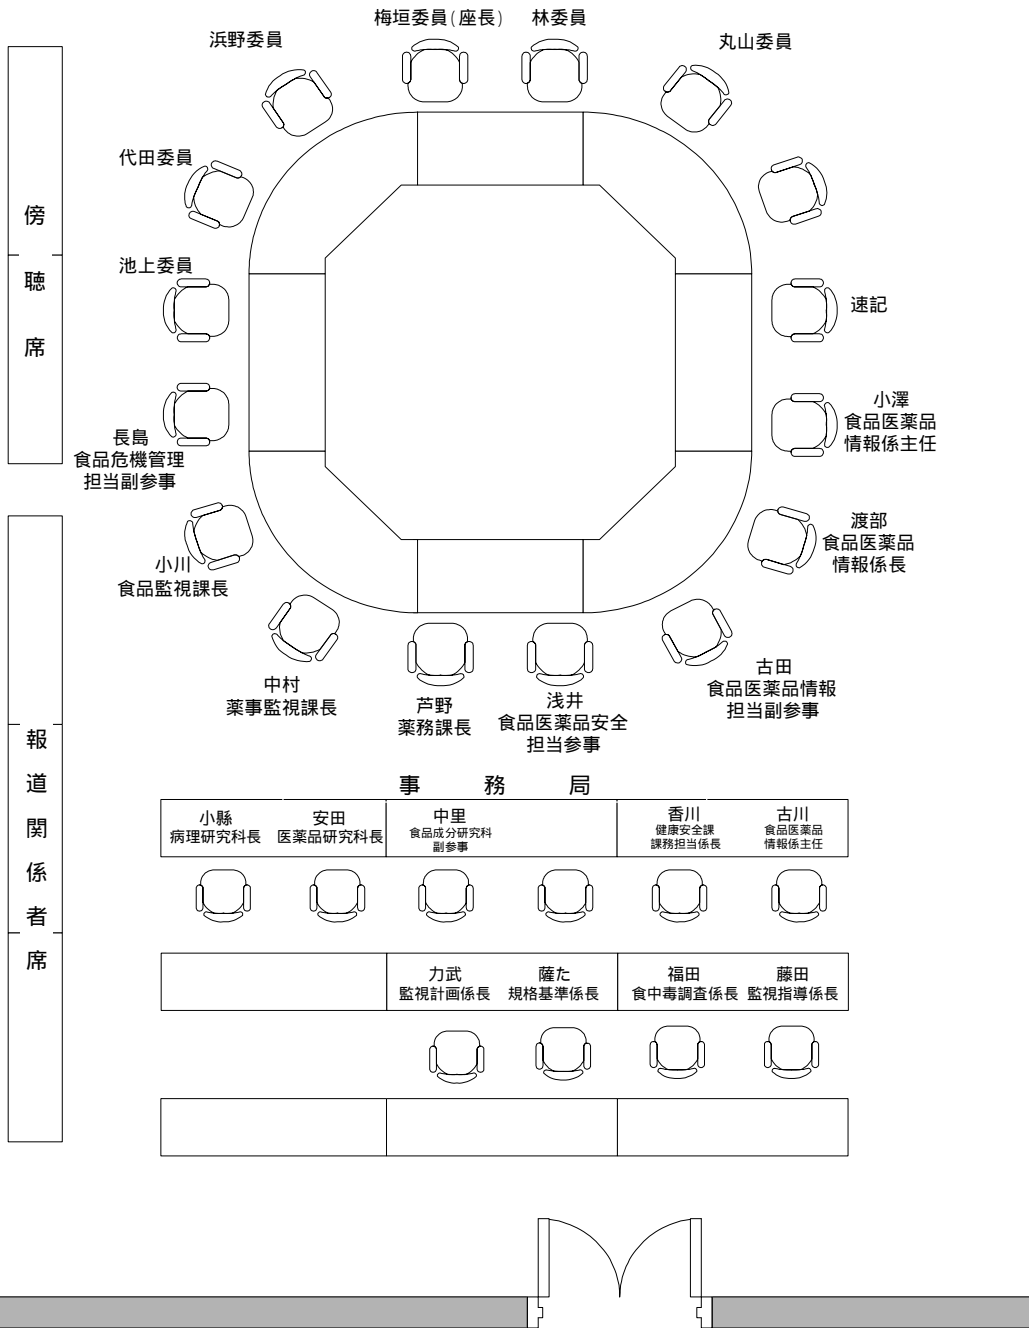 梅垣委員(座長)
林委員
浜野委員
丸山委員
代田委員
池上委員
速記
傍聴席
長島
食品危機管理
担当副参事
小澤
食品医薬品
情報係主任
小川
食品監視課長
渡部
食品医薬品
情報係長
中村
薬事監視課長
芦野
薬務課長
浅井
食品医薬品安全
担当参事
古田
食品医薬品情報
担当副参事
報道関係者席
事務局
小縣
病理研究科長
安田
医薬品研究科長
中里
食品成分研究科
副参事
香川
健康安全課
課務担当係長
古川
食品医薬品
情報係主任
力武
監視計画係長
薩た
規格基準係長
福田
食中毒調査係長
藤田
監視指導係長